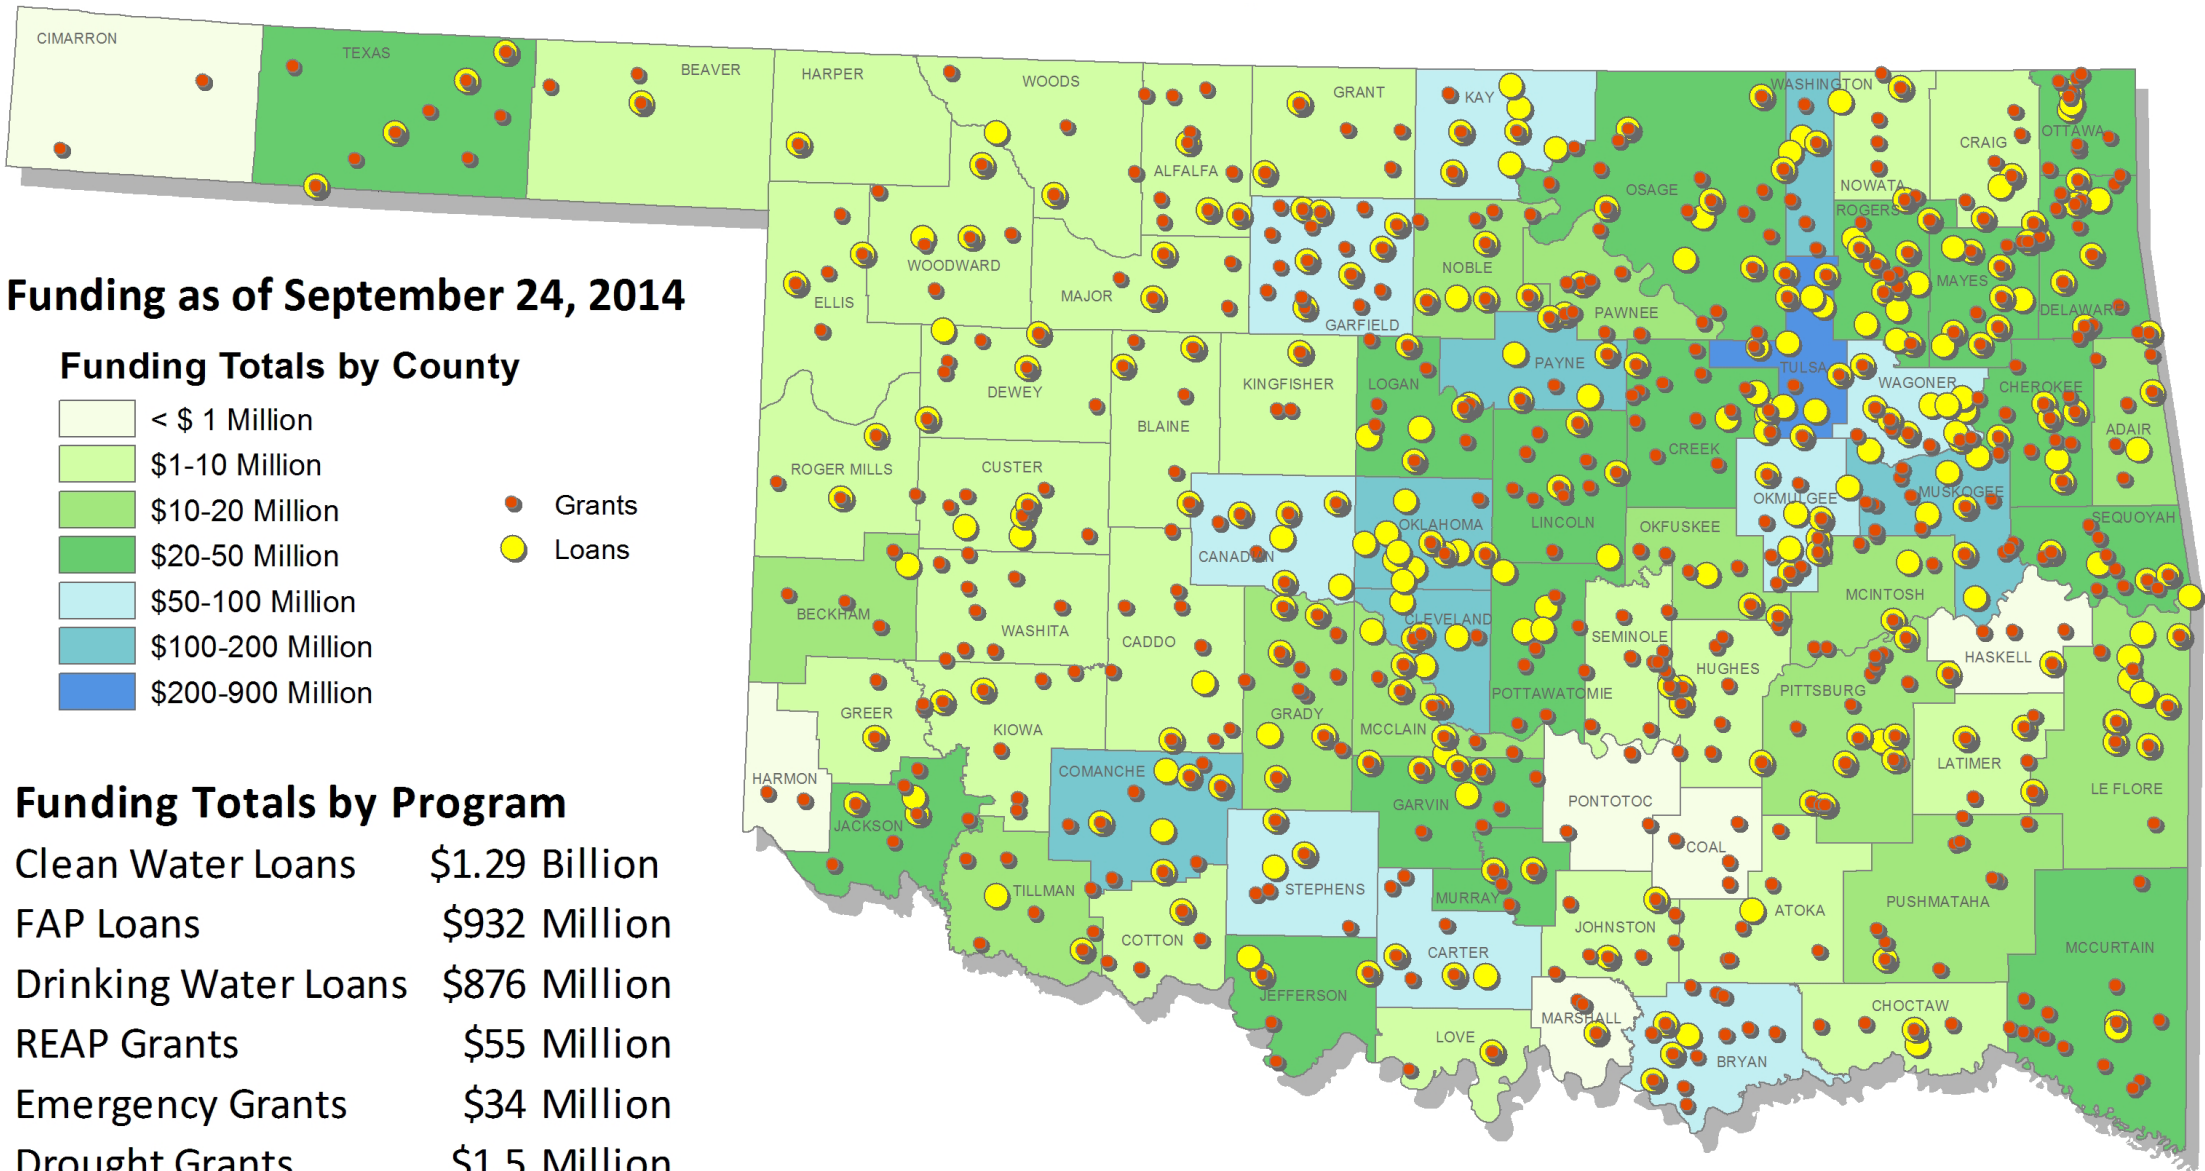 CIMARRON
TEXAS
BEAVER
HARPER
WOODS
ALFALFA
GRANT
KAY
WASHINGTON
OSAGE
NOWATA
CRAIG
OTTAWA
ROGERS
WOODWARD
ELLIS
MAJOR
GARFIELD
NOBLE
PAWNEE
MAYES
DELAWARE
Funding as of September 24, 2014
Funding Totals by County
< $ 1 Million
$1-10 Million
$10-20 Million
$20-50 Million
$50-100 Million
$100-200 Million
$200-900 Million
Grants
Loans
DEWEY
BLAINE
KINGFISHER
LOGAN
PAYNE
TULSA
WAGONER
CHEROKEE
ADAIR
CREEK
ROGER MILLS
CUSTER
CANADIAN
OKLAHOMA
LINCOLN
OKFUSKEE
OKMULGEE
MUSKOGEE
SEQUOYAH
BECKHAM
WASHITA
CADDO
CLEVELAND
POTTAWATOMIE
SEMINOLE
HUGHES
MCINTOSH
HASKELL
PITTSBURG
GREER
KIOWA
GRADY
MCCLAIN
LATIMER
LE FLORE
HARMON
JACKSON
COMANCHE
GARVIN
PONTOTOC
COAL
TILLMAN
STEPHENS
MURRAY
JOHNSTON
ATOKA
PUSHMATAHA
COTTON
CARTER
MCCURTAIN
JEFFERSON
LOVE
MARSHALL
BRYAN
CHOCTAW
Funding Totals by Program
Clean Water Loans $1.29 Billion
FAP Loans $932 Million
Drinking Water Loans $876 Million
REAP Grants $55 Million
Emergency Grants $34 Million
Drought Grants $1.5 Million